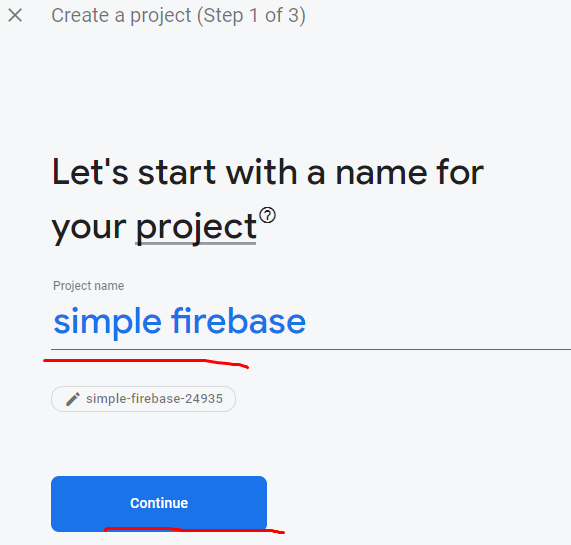 Create a project (Step 1 of 3)
Let's start with a name for
your project
Project name
simple firebase
simple-firebase-24935
Continue